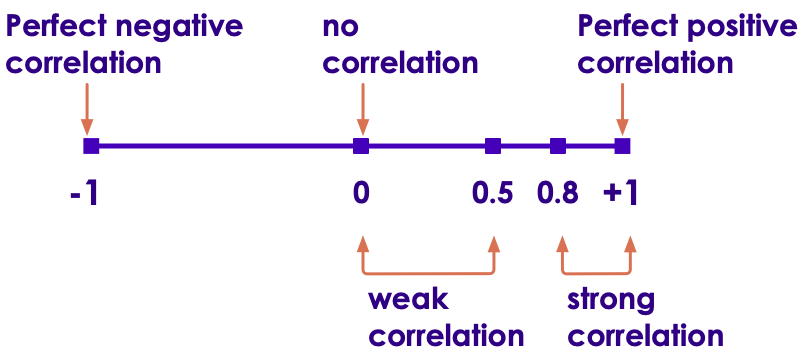 Perfect negative
correlation
no
correlation
Perfect positive
correlation
-1
0
0.5
0.8
+1
weak
correlation
strong
correlation